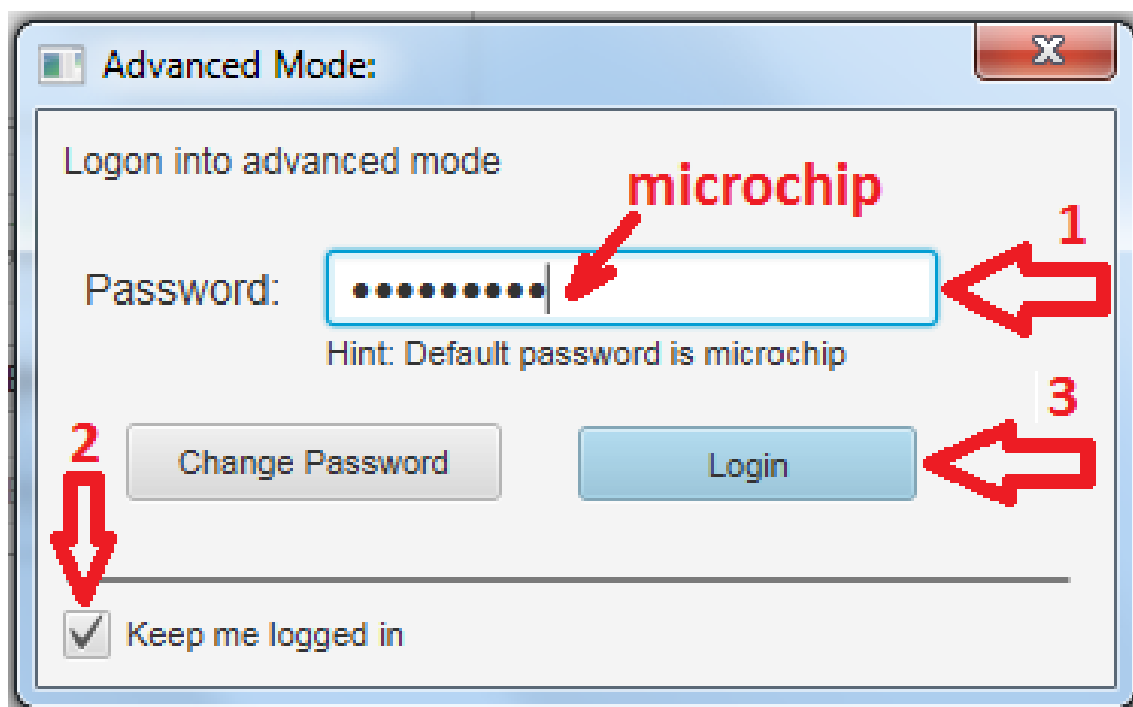 Advanced Mode:
Logon into advanced mode
microchip
1
Password: •••••••••
Hint: Default password is microchip
2
3
Change Password
Login
Keep me logged in